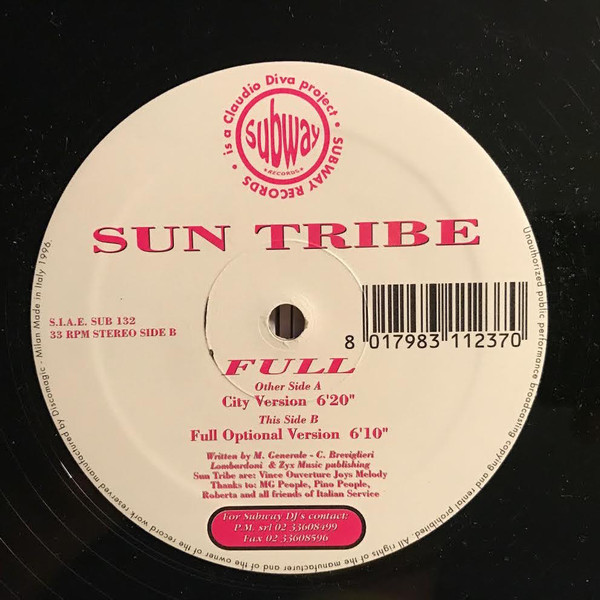 is a Claudio Diva project • SUBWAY RECORDS •
subway
• RECORDS •
SUN TRIBE
S.I.A.E. SUB 132
33 RPM STEREO SIDE B
8 017983 112370
FULL
Other Side A
City Version 6'20"
This Side B
Full Optional Version 6'10"
Written by M. Generale - C. Breviglieri
Lombardoni & Zyx Music publishing
Sun Tribe are: Vince Ouverture Joys Melody
Thanks to: MG People, Pino People,
Roberta and all friends of Italian Service
For Subway DJ's contact:
P.M. srl 02 33608499
Fax 02 33608596
Unauthorized public performance broadcasting copying and rental prohibited. All rights of the manufacturer and of the owner of the record work reserved manufactured by Discomagic - Milan Made in Italy 1996.